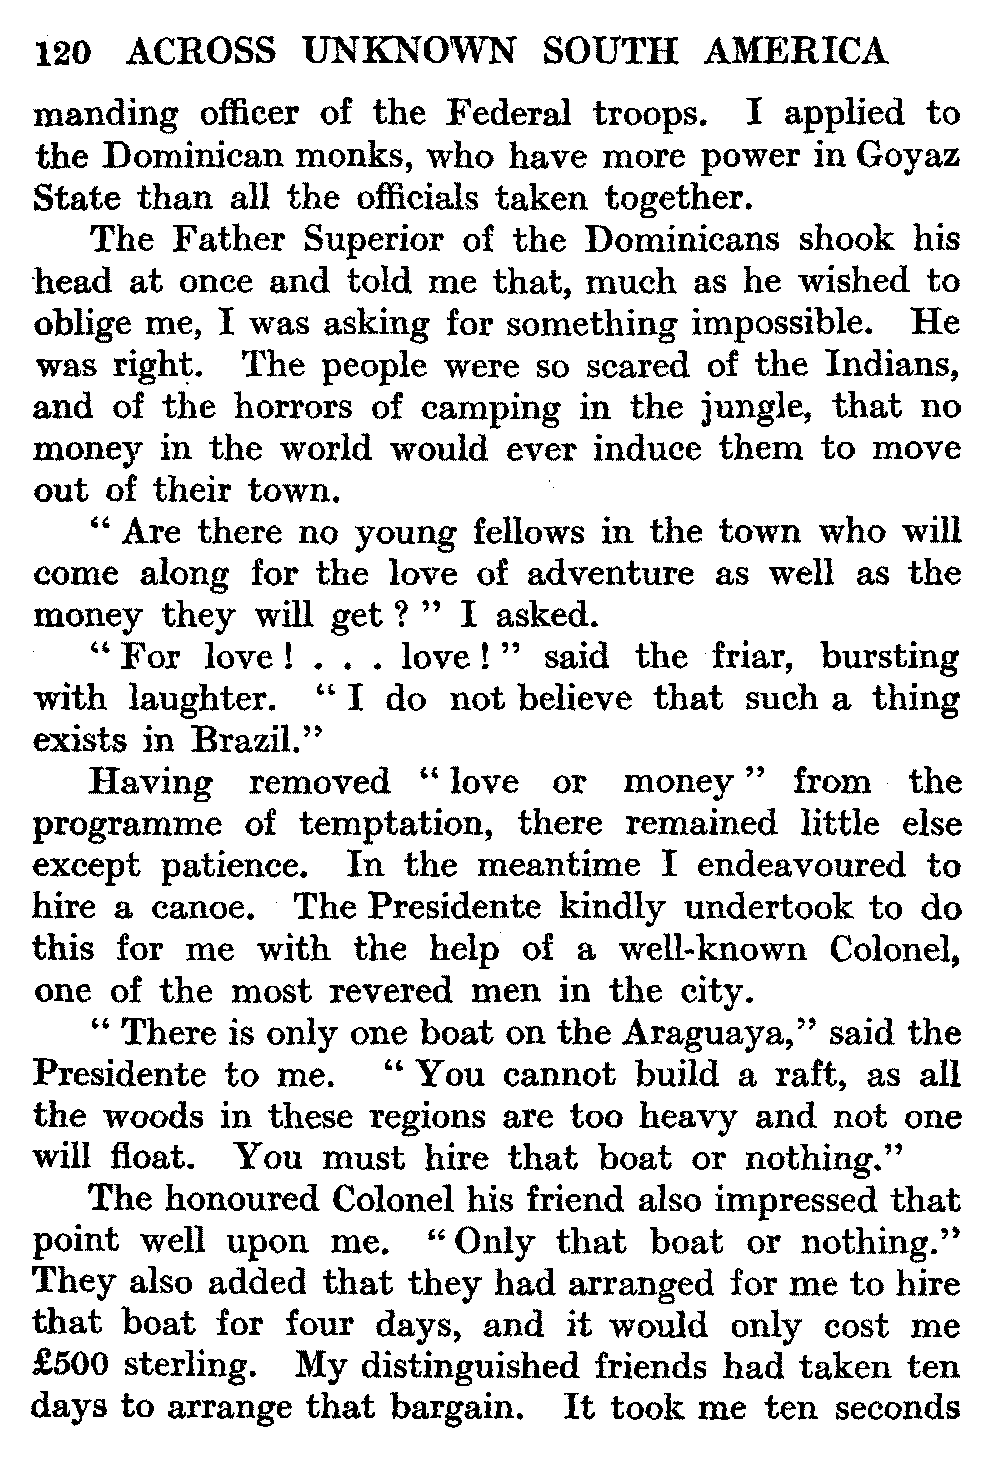 120 ACROSS UNKNOWN SOUTH AMERICA
manding officer of the Federal troops. I applied to
the Dominican monks, who have more power in Goyaz
State than all the officials taken together.
The Father Superior of the Dominicans shook his
head at once and told me that, much as he wished to
oblige me, I was asking for something impossible. He
was right. The people were so scared of the Indians,
and of the horrors of camping in the jungle, that no
money in the world would ever induce them to move
out of their town.
“ Are there no young fellows in the town who will
come along for the love of adventure as well as the
money they will get ? ” I asked.
“ For love ! . . . love ! ” said the friar, bursting
with laughter. “ I do not believe that such a thing
exists in Brazil.”
Having removed “ love or money ” from the
programme of temptation, there remained little else
except patience. In the meantime I endeavoured to
hire a canoe. The Presidente kindly undertook to do
this for me with the help of a well-known Colonel,
one of the most revered men in the city.
“ There is only one boat on the Araguaya,” said the
Presidente to me. “ You cannot build a raft, as all
the woods in these regions are too heavy and not one
will float. You must hire that boat or nothing.”
The honoured Colonel his friend also impressed that
point well upon me. “ Only that boat or nothing.”
They also added that they had arranged for me to hire
that boat for four days, and it would only cost me
£500 sterling. My distinguished friends had taken ten
days to arrange that bargain. It took me ten seconds